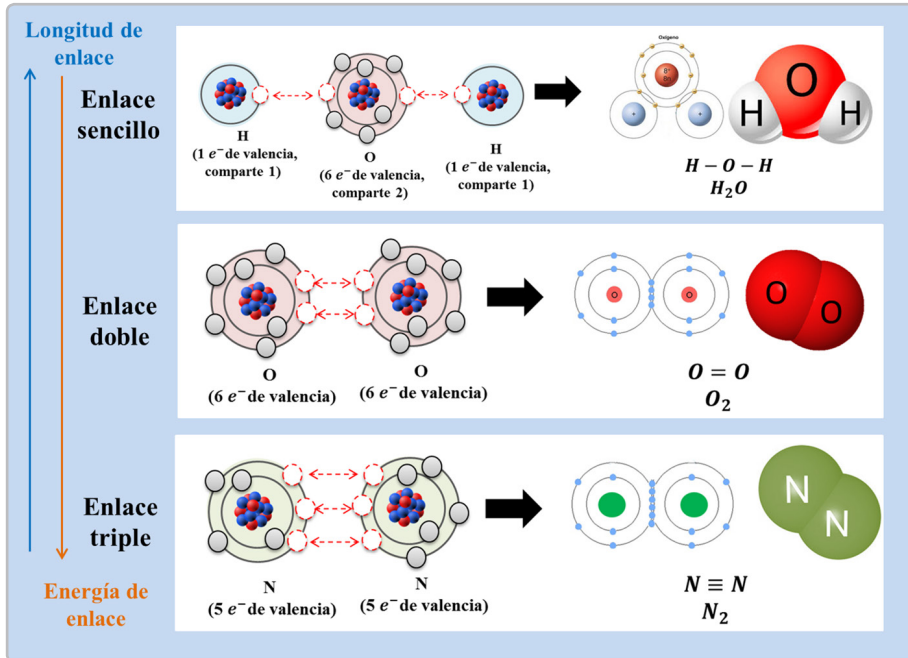 Longitud de
enlace
Enlace
sencillo
H
(1 e⁻ de valencia,
comparte 1)
O
(6 e⁻ de valencia,
comparte 2)
H
(1 e⁻ de valencia,
comparte 1)
Oxígeno
+
+
O
H
H
H − O − H
H₂O
Enlace
doble
O
(6 e⁻ de valencia)
O
(6 e⁻ de valencia)
O
O
O
O
O = O
O₂
Enlace
triple
N
(5 e⁻ de valencia)
N
(5 e⁻ de valencia)
N
N
N ≡ N
N₂
Energía de
enlace